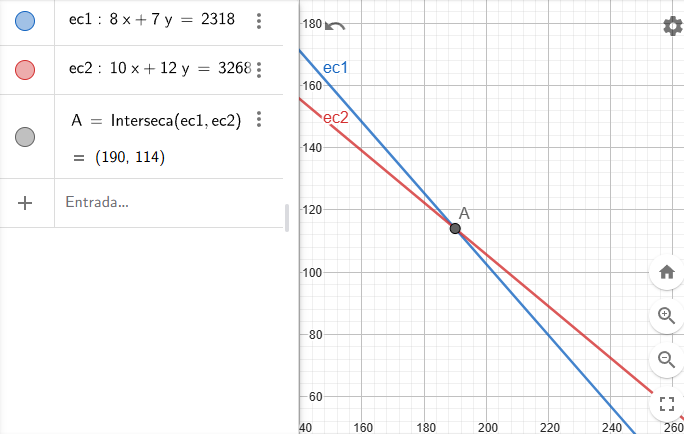 ec1 : 8 x + 7 y = 2318
ec2 : 10 x + 12 y = 3268
A = Interseca(ec1, ec2)
= (190, 114)
+ Entrada...
180
160
140
120
100
80
60
40
160
180
200
220
240
260
ec1
ec2
A